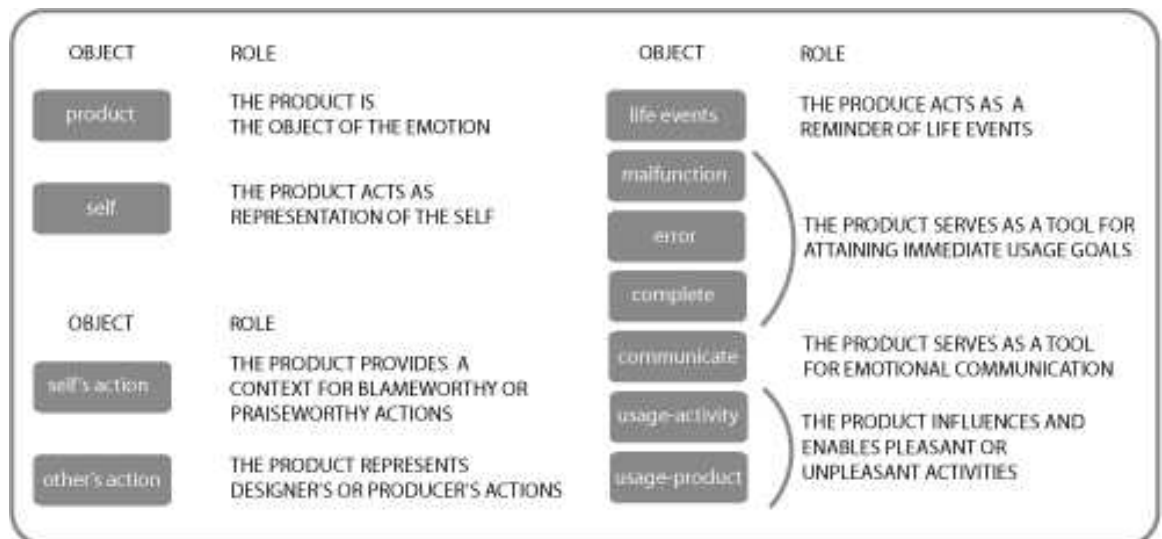 OBJECT ROLE
product
THE PRODUCT IS
THE OBJECT OF THE EMOTION
self
THE PRODUCT ACTS AS
REPRESENTATION OF THE SELF
OBJECT ROLE
self's action
THE PRODUCT PROVIDES A
CONTEXT FOR BLAMEWORTHY OR
PRAISEWORTHY ACTIONS
other's action
THE PRODUCT REPRESENTS
DESIGNER'S OR PRODUCER'S ACTIONS
OBJECT ROLE
life events
THE PRODUCE ACTS AS A
REMINDER OF LIFE EVENTS
malfunction
error
complete
THE PRODUCT SERVES AS A TOOL FOR
ATTAINING IMMEDIATE USAGE GOALS
communicate
THE PRODUCT SERVES AS A TOOL
FOR EMOTIONAL COMMUNICATION
usage-activity
usage-product
THE PRODUCT INFLUENCES AND
ENABLES PLEASANT OR
UNPLEASANT ACTIVITIES